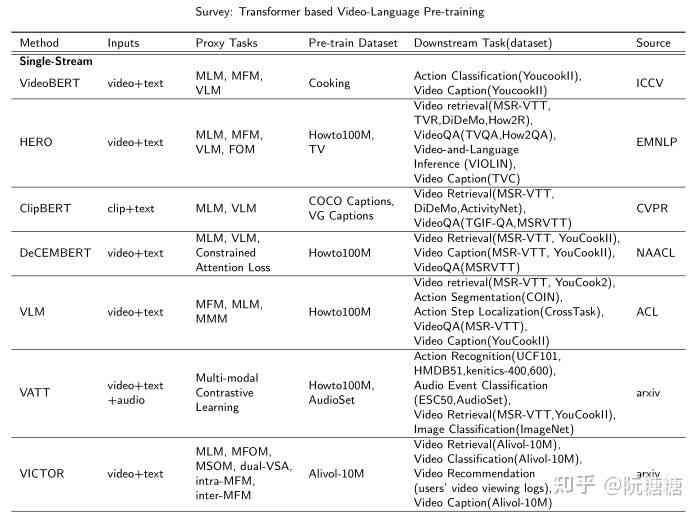 Survey: Transformer based Video-Language Pre-training
Method Inputs Proxy Tasks Pre-train Dataset Downstream Task(dataset) Source
Single-Stream
VideoBERT video+text MLM, MFM, VLM Cooking Action Classification(YoucookII), Video Caption(YoucookII) ICCV
HERO video+text MLM, MFM, VLM, FOM Howto100M, TV Video retrieval(MSR-VTT, TVR,DiDeMo,How2R), VideoQA(TVQA,How2QA), Video-and-Language Inference (VIOLIN), Video Caption(TVC) EMNLP
ClipBERT clip+text MLM, VLM COCO Captions, VG Captions Video Retrieval(MSR-VTT, DiDeMo,ActivityNet), VideoQA(TGIF-QA,MSRVTT) CVPR
DeCEMBERT video+text MLM, VLM, Constrained Attention Loss Howto100M Video Retrieval(MSR-VTT, YouCookII), Video Caption(MSR-VTT, YouCookII), VideoQA(MSRVTT) NAACL
VLM video+text MFM, MLM, MMM Howto100M Video retrieval(MSR-VTT, YouCook2), Action Segmentation(COIN), Action Step Localization(CrossTask), VideoQA(MSR-VTT), Video Caption(YouCookII) ACL
VATT video+text +audio Multi-modal Contrastive Learning Howto100M, AudioSet Action Recognition(UCF101, HMDB51,kenitics-400,600), Audio Event Classification (ESC50,AudioSet), Video Retrieval(MSR-VTT,YouCookII), Image Classification(ImageNet) arxiv
VICTOR video+text MLM, MFOM, MSOM, dual-VSA, intra-MFM, inter-MFM Alivol-10M Video Retrieval(Alivol-10M), Video Classification(Alivol-10M), Video Recommendation (users' video viewing logs), Video Caption(Alivol-10M) arxiv
知乎 @阮糖糖